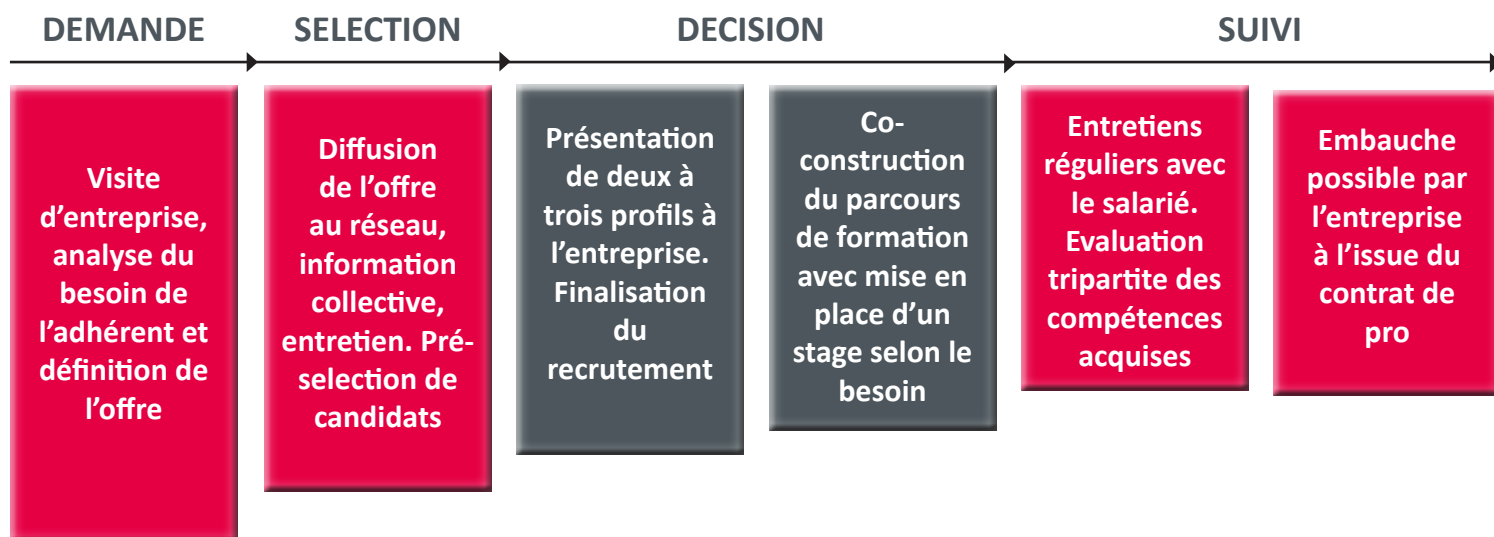 DEMANDE
SELECTION
DECISION
SUIVI
Visite
d’entreprise,
analyse du
besoin de
l’adhérent et
définition de
l’offre
Diffusion
de l’offre
au réseau,
information
collective,
entretien. Pré-
selection de
candidats
Présentation
de deux à
trois profils à
l’entreprise.
Finalisation
du
recrutement
Co-
construction
du parcours
de formation
avec mise en
place d’un
stage selon le
besoin
Entretiens
réguliers avec
le salarié.
Evaluation
tripartite des
compétences
acquises
Embauche
possible par
l’entreprise
à l’issue du
contrat de
pro